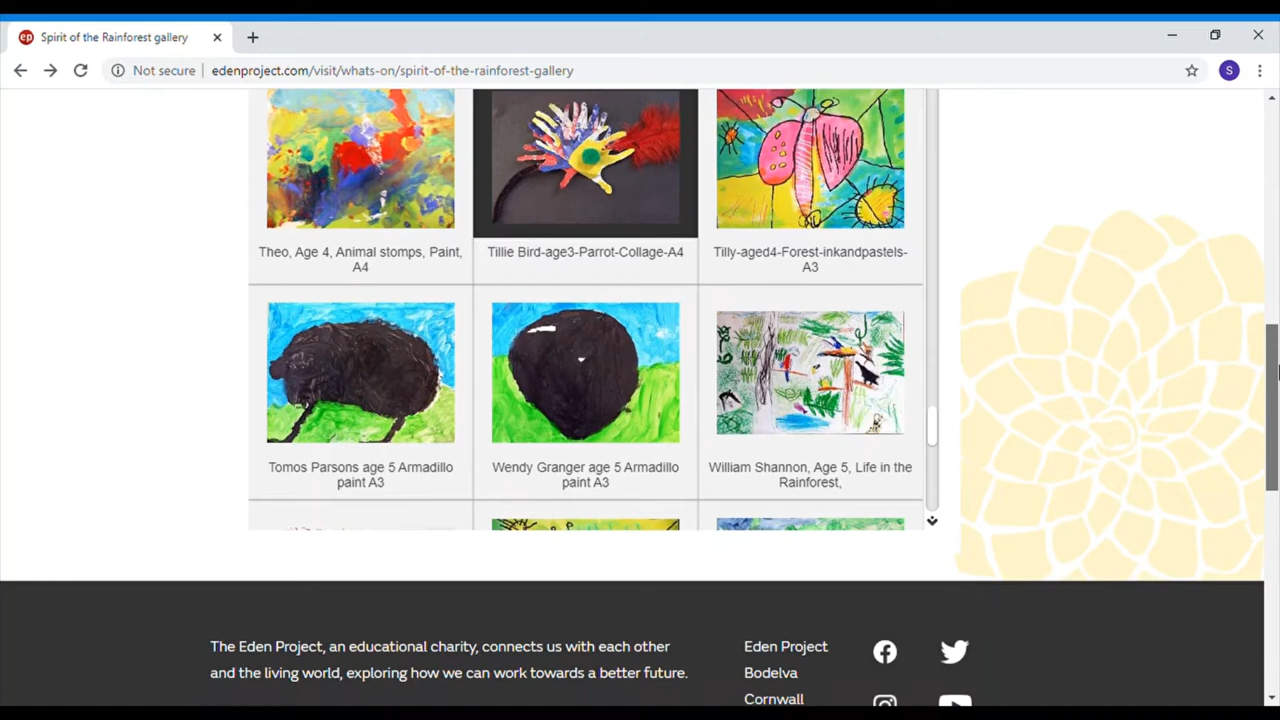 ep Spirit of the Rainforest gallery
Not secure edenproject.com/visit/whats-on/spirit-of-the-rainforest-gallery S
Theo, Age 4, Animal stomps, Paint,
A4
Tillie Bird-age3-Parrot-Collage-A4
Tilly-aged4-Forest-inkandpastels-
A3
Tomos Parsons age 5 Armadillo
paint A3
Wendy Granger age 5 Armadillo
paint A3
William Shannon, Age 5, Life in the
Rainforest,
The Eden Project, an educational charity, connects us with each other
and the living world, exploring how we can work towards a better future.
Eden Project
Bodelva
Cornwall